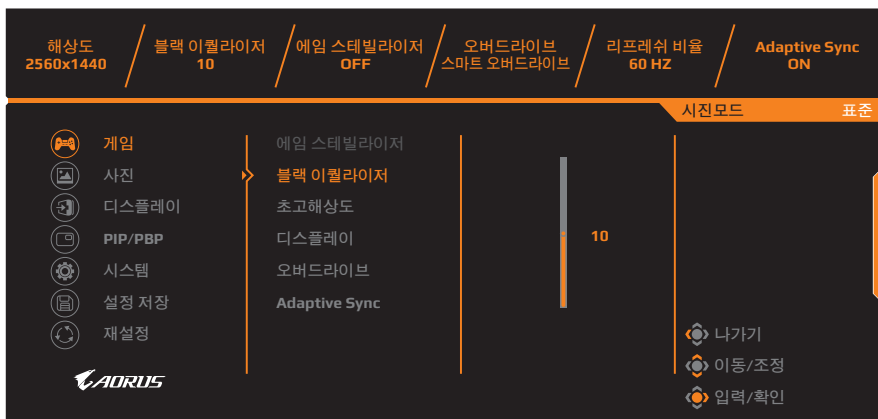 해상도
2560x1440
블랙 이퀄라이저
10
에임 스테빌라이저
OFF
오버드라이브
스마트 오버드라이브
리프레쉬 비율
60 HZ
Adaptive Sync
ON
시진모드 표준
게임
사진
디스플레이
PIP/PBP
시스템
설정 저장
재설정
에임 스테빌라이저
블랙 이퀄라이저
초고해상도
디스플레이
오버드라이브
Adaptive Sync
10
나가기
이동/조정
입력/확인
AORUS